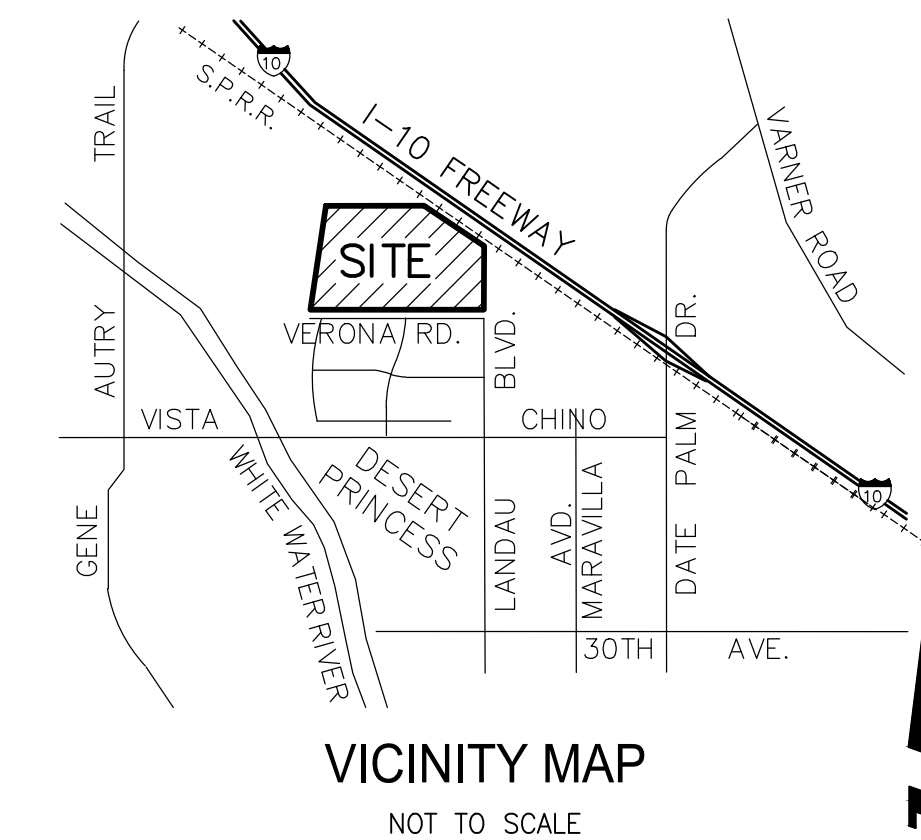 10
S.P.R.R.
TRAIL
I-10 FREEWAY
VARNER ROAD
SITE
VERONA RD.
BLVD.
DR.
AUTRY
VISTA
CHINO
PALM
DESERT
PRINCESS
WHITE WATER RIVER
GENE
LANDAU
AVD.
MARAVILLA
DATE
10
30TH
AVE.
VICINITY MAP
NOT TO SCALE